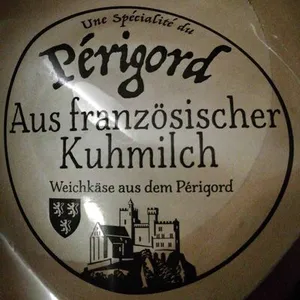 Une Spécialité du
Périgord
Aus französischer
Kuhmilch
Weichkäse aus dem Périgord